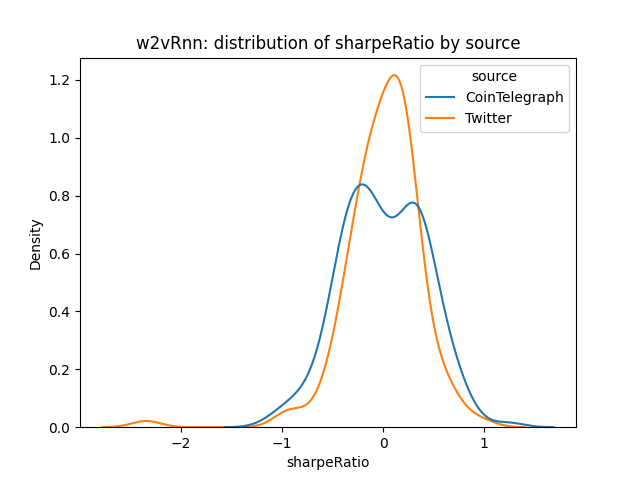 w2vRnn: distribution of sharpeRatio by source
source
CoinTelegraph
Twitter
1.2
1.0
0.8
0.6
0.4
0.2
0.0
Density
−2
−1
0
1
sharpeRatio